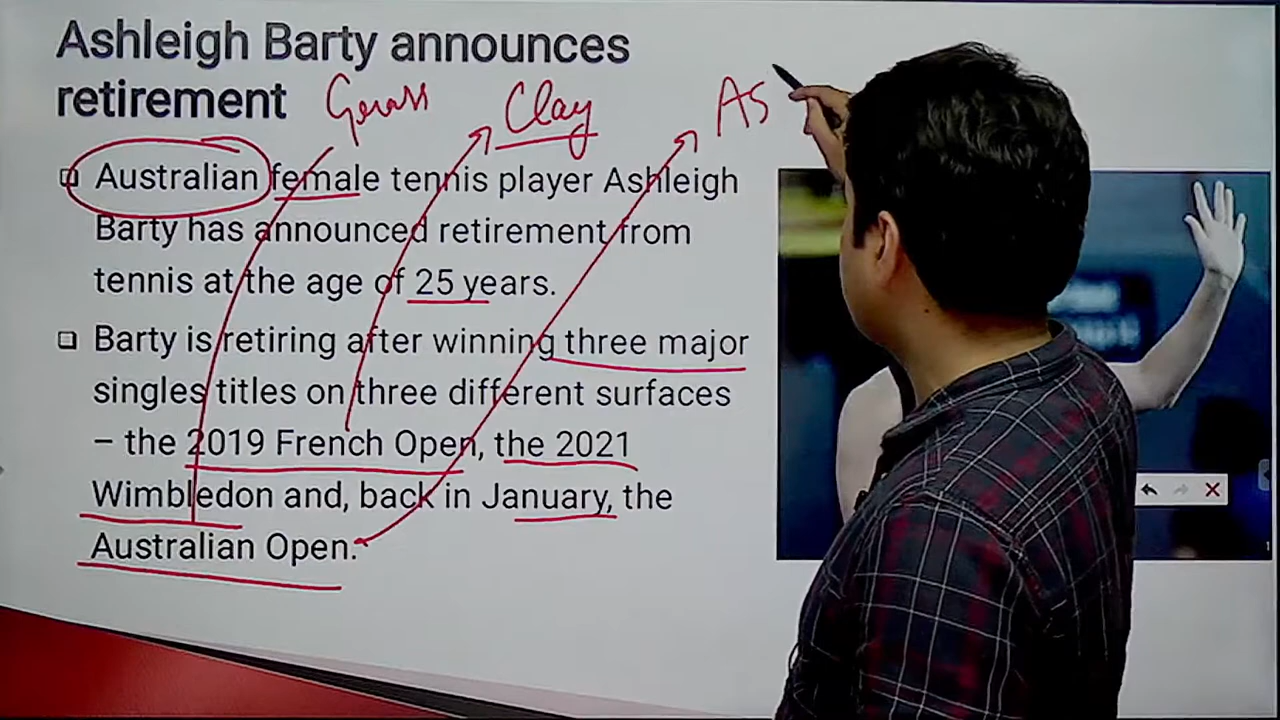 Ashleigh Barty announces
retirement Grass Clay AS
Australian female tennis player Ashleigh
Barty has announced retirement from
tennis at the age of 25 years.
Barty is retiring after winning three major
singles titles on three different surfaces
– the 2019 French Open, the 2021
Wimbledon and, back in January, the
Australian Open.